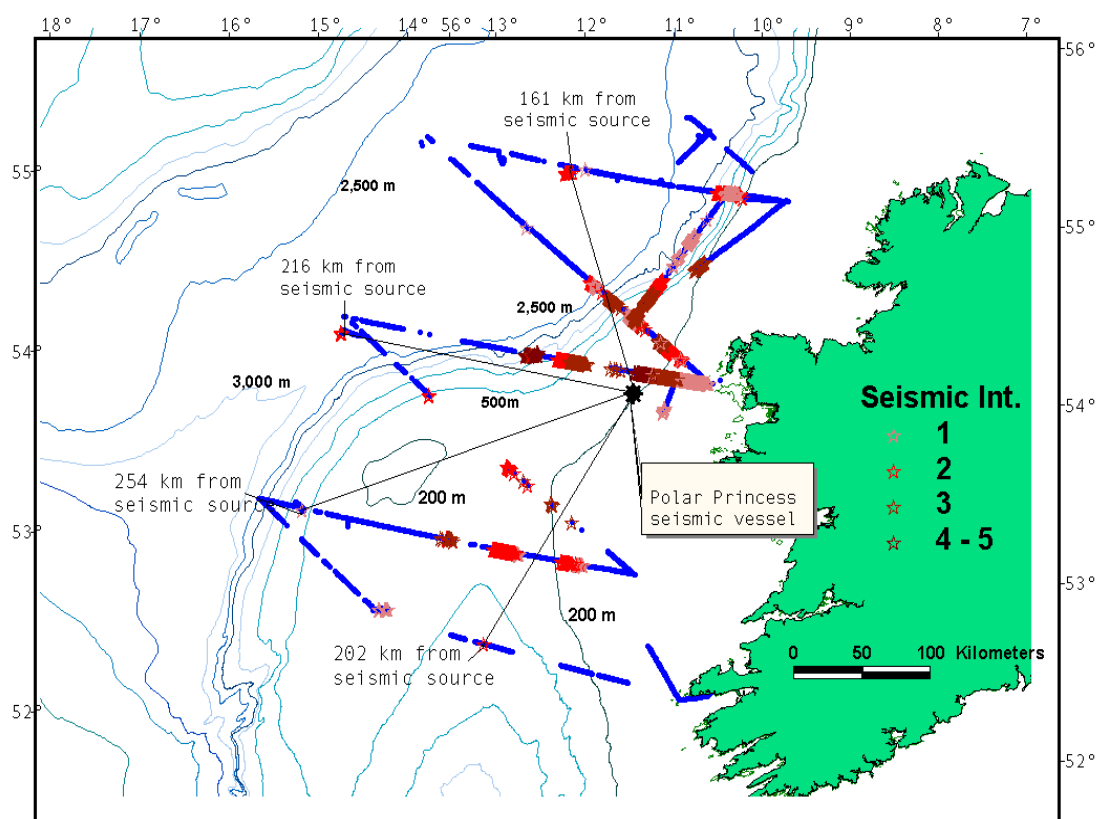 18° 17° 16° 15° 14° 56° 13° 12° 11° 10° 9° 8° 7°
56°
161 km from
seismic source
55°
2,500 m
55°
216 km from
seismic source
2,500 m
54°
3,000 m
500m
54°
Seismic Int.
1
2
3
4 - 5
254 km from
seismic sourc
200 m
Polar Princess
seismic vessel
53°
53°
200 m
202 km from
seismic source
0 50 100 Kilometers
52°
52°